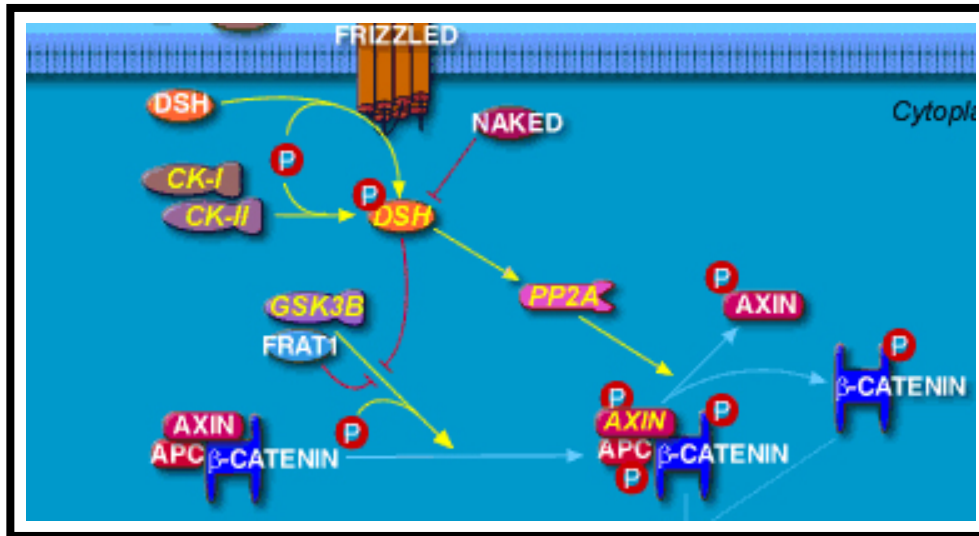 FRIZZLED
DSH
NAKED
Cytopla
P
CK-I
P
DSH
CK-II
GSK3B
PP2A
P
AXIN
FRAT1
P
β-CATENIN
P
AXIN
P
AXIN
P
APC
β-CATENIN
APC
β-CATENIN
P